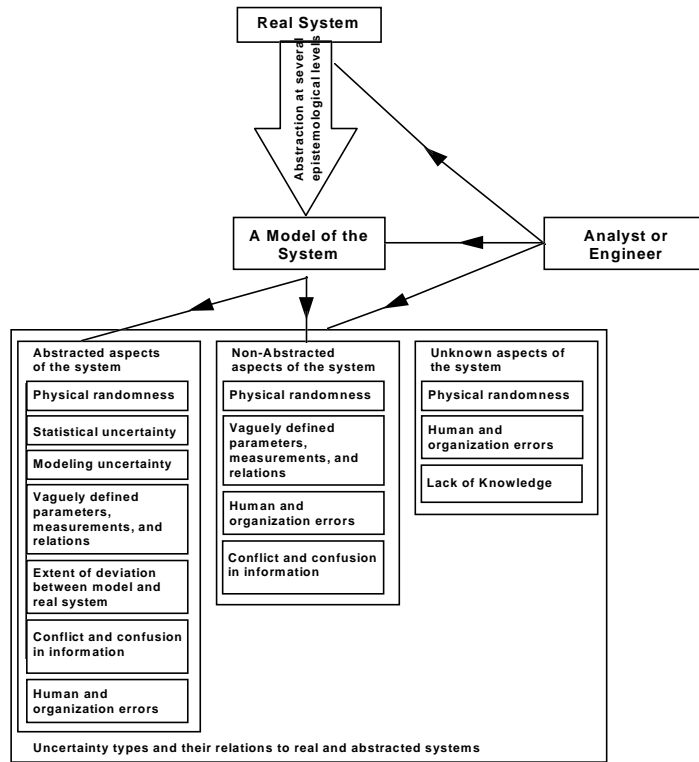 Real System
Abstraction at several
epistemological levels
A Model of the
System
Analyst or
Engineer
Abstracted aspects
of the system
Physical randomness
Statistical uncertainty
Modeling uncertainty
Vaguely defined
parameters,
measurements, and
relations
Extent of deviation
between model and
real system
Conflict and confusion
in information
Human and
organization errors
Non-Abstracted
aspects of the system
Physical randomness
Vaguely defined
parameters,
measurements, and
relations
Human and
organization errors
Conflict and confusion
in information
Unknown aspects of
the system
Physical randomness
Human and
organization errors
Lack of Knowledge
Uncertainty types and their relations to real and abstracted systems